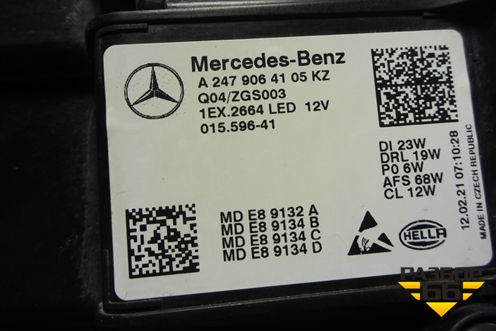 Mercedes-Benz
A 247 906 41 05 KZ
Q04/ZGS003
1EX.2664 LED 12V
015.596-41
DI 23W
DRL 19W
P0 6W
AFS 68W
CL 12W
12.02.21 07:10:28
MADE IN CZECH REPUBLIC
MD E8 9132 A
MD E8 9134 B
MD E8 9134 C
MD E8 9134 D
HELLA
РАЗБОР
66